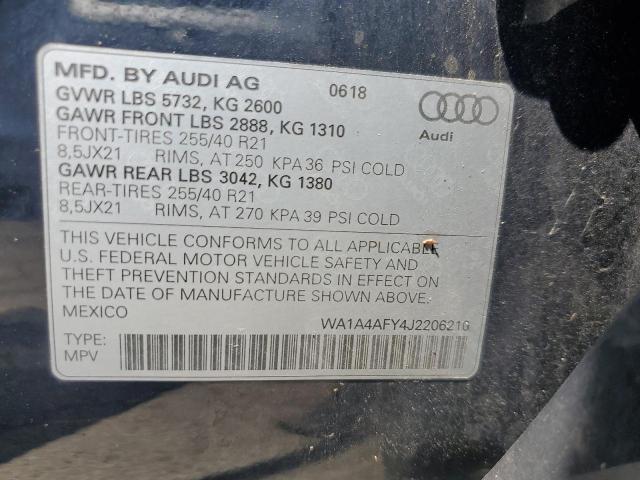 MFD. BY AUDI AG 0618
GVWR LBS 5732, KG 2600
GAWR FRONT LBS 2888, KG 1310
FRONT-TIRES 255/40 R21
8,5JX21 RIMS, AT 250 KPA 36 PSI COLD
GAWR REAR LBS 3042, KG 1380
REAR-TIRES 255/40 R21
8,5JX21 RIMS, AT 270 KPA 39 PSI COLD
Audi
THIS VEHICLE CONFORMS TO ALL APPLICABLE
U.S. FEDERAL MOTOR VEHICLE SAFETY AND
THEFT PREVENTION STANDARDS IN EFFECT ON
THE DATE OF MANUFACTURE SHOWN ABOVE.
MEXICO
WA1A4AFY4J2206210
TYPE:
MPV